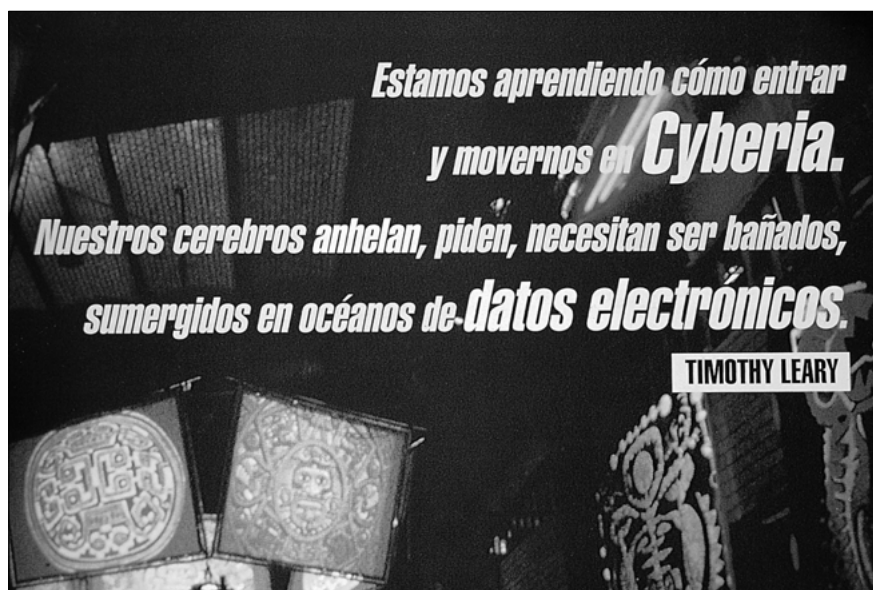 Estamos aprendiendo cómo entrar
y movernos en Cyberia.
Nuestros cerebros anhelan, piden, necesitan ser bañados,
sumergidos en océanos de datos electrónicos.
TIMOTHY LEARY